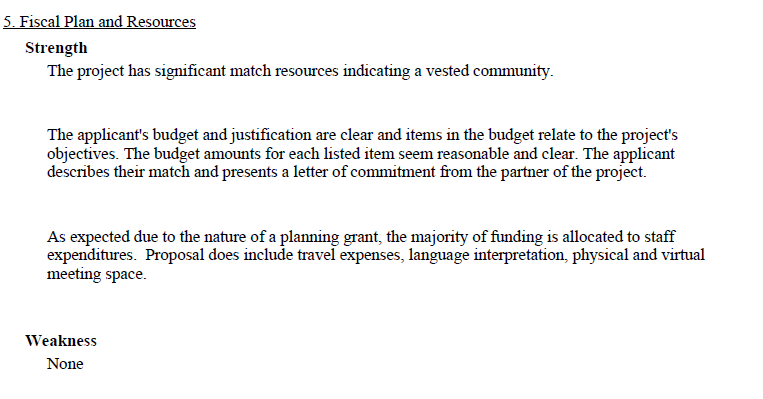 5. Fiscal Plan and Resources
Strength
The project has significant match resources indicating a vested community.
The applicant's budget and justification are clear and items in the budget relate to the project's
objectives. The budget amounts for each listed item seem reasonable and clear. The applicant
describes their match and presents a letter of commitment from the partner of the project.
As expected due to the nature of a planning grant, the majority of funding is allocated to staff
expenditures.  Proposal does include travel expenses, language interpretation, physical and virtual
meeting space.
Weakness
None